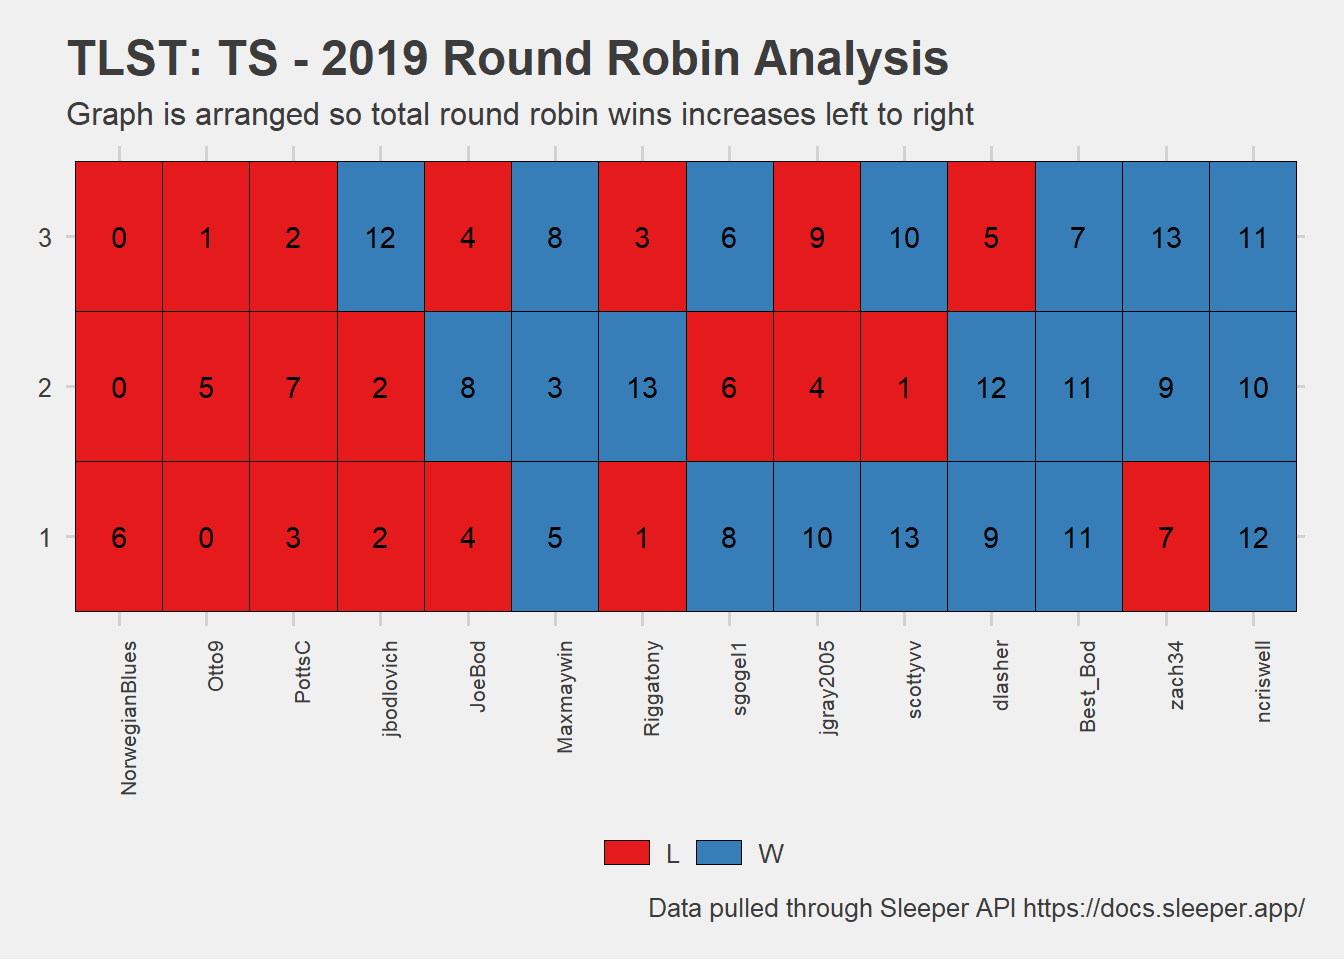 TLST: TS - 2019 Round Robin Analysis
Graph is arranged so total round robin wins increases left to right
3 0 1 2 12 4 8 3 6 9 10 5 7 13 11
2 0 5 7 2 8 3 13 6 4 1 12 11 9 10
1 6 0 3 2 4 5 1 8 10 13 9 11 7 12
NorwegianBlues
Otto9
PottsC
jbodlovich
JoeBod
Maxmaywin
Riggatony
sgogel1
jgray2005
scottyvv
dlasher
Best_Bod
zach34
ncriswell
L W
Data pulled through Sleeper API https://docs.sleeper.app/